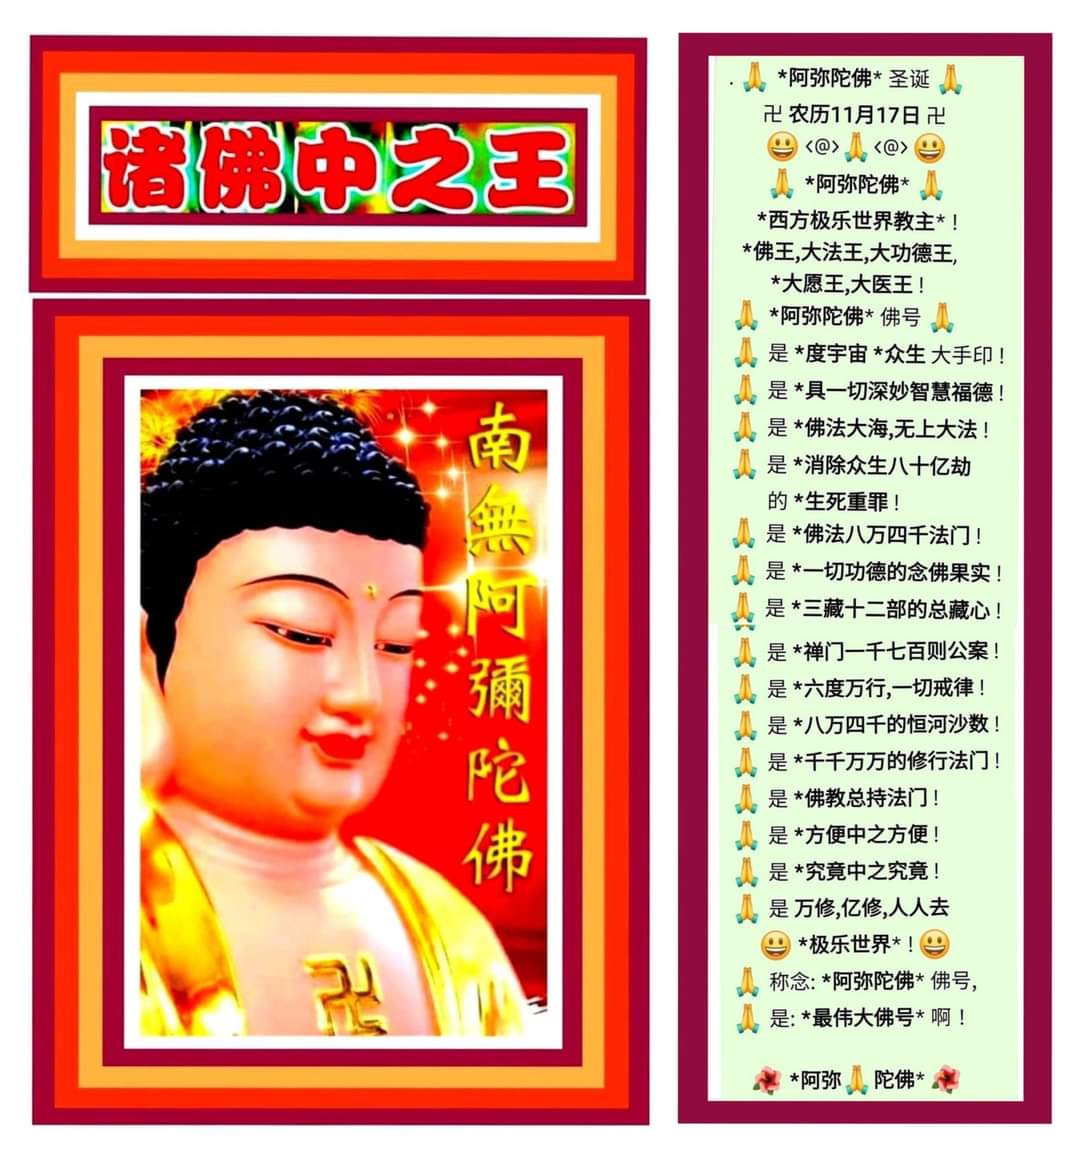 诸佛中之王
南無阿彌陀佛
. 🙏 *阿弥陀佛* 圣诞 🙏
卐 农历11月17日 卐
😃 <@> 🙏 <@> 😃
🙏 *阿弥陀佛* 🙏
*西方极乐世界教主* !
*佛王,大法王,大功德王,
*大愿王,大医王 !
🙏 *阿弥陀佛* 佛号 🙏
🙏 是 *度宇宙 *众生 大手印 !
🙏 是 *具一切深妙智慧福德 !
🙏 是 *佛法大海,无上大法 !
🙏 是 *消除众生八十亿劫
的 *生死重罪 !
🙏 是 *佛法八万四千法门 !
🙏 是 *一切功德的念佛果实 !
🙏 是 *三藏十二部的总藏心 !
🙏 是 *禅门一千七百则公案 !
🙏 是 *六度万行,一切戒律 !
🙏 是 *八万四千的恒河沙数 !
🙏 是 *千千万万的修行法门 !
🙏 是 *佛教总持法门 !
🙏 是 *方便中之方便 !
🙏 是 *究竟中之究竟 !
🙏 是 万修,亿修,人人去
😃 *极乐世界* ! 😃
🙏 称念: *阿弥陀佛* 佛号,
🙏 是: *最伟大佛号* 啊 !
🌺 *阿弥 🙏 陀佛* 🌺